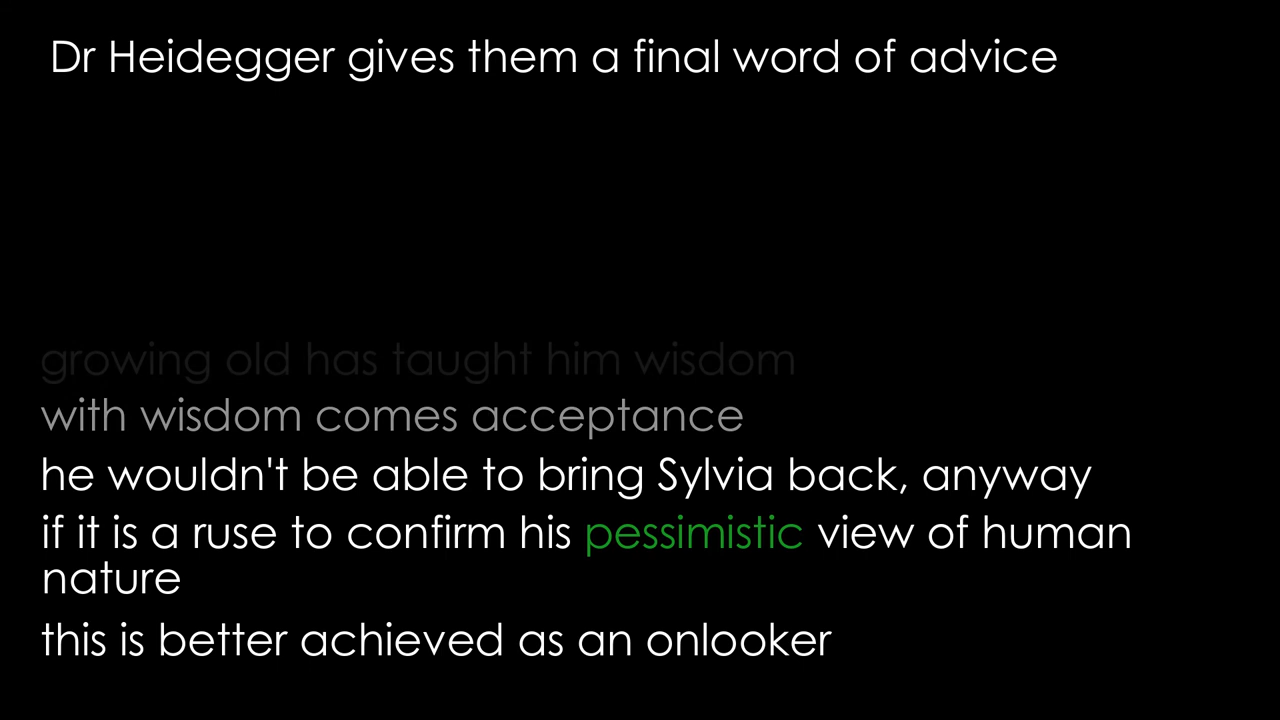 Dr Heidegger gives them a final word of advice
growing old has taught him wisdom
with wisdom comes acceptance
he wouldn't be able to bring Sylvia back, anyway
if it is a ruse to confirm his pessimistic view of human
nature
this is better achieved as an onlooker